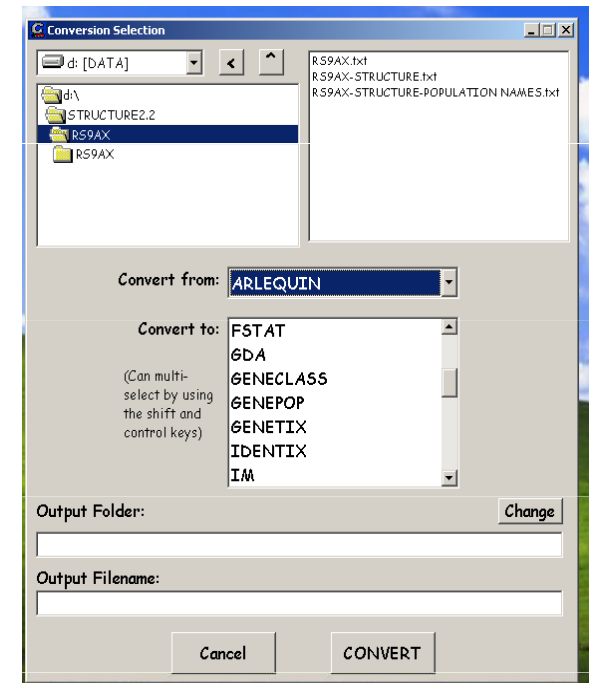 Conversion Selection
d: [DATA]
<
^
d:\
STRUCTURE2.2
RS9AX
RS9AX
RS9AX.txt
RS9AX-STRUCTURE.txt
RS9AX-STRUCTURE-POPULATION NAMES.txt
Convert from:
ARLEQUIN
Convert to:
(Can multi-
select by using
the shift and
control keys)
FSTAT
GDA
GENECLASS
GENEPOP
GENETIX
IDENTIX
IM
Output Folder:
Change
Output Filename:
Cancel
CONVERT